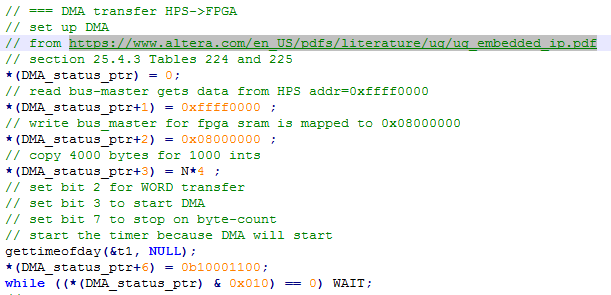 // === DMA transfer HPS->FPGA
// set up DMA
// from https://www.altera.com/en_US/pdfs/literature/ug/ug_embedded_ip.pdf
// section 25.4.3 Tables 224 and 225
*(DMA_status_ptr) = 0;
// read bus-master gets data from HPS addr=0xffff0000
*(DMA_status_ptr+1) = 0xffff0000 ;
// write bus_master for fpga sram is mapped to 0x08000000
*(DMA_status_ptr+2) = 0x08000000 ;
// copy 4000 bytes for 1000 ints
*(DMA_status_ptr+3) = N*4 ;
// set bit 2 for WORD transfer
// set bit 3 to start DMA
// set bit 7 to stop on byte-count
// start the timer because DMA will start
gettimeofday(&t1, NULL);
*(DMA_status_ptr+6) = 0b10001100;
while ((*(DMA_status_ptr) & 0x010) == 0) WAIT;